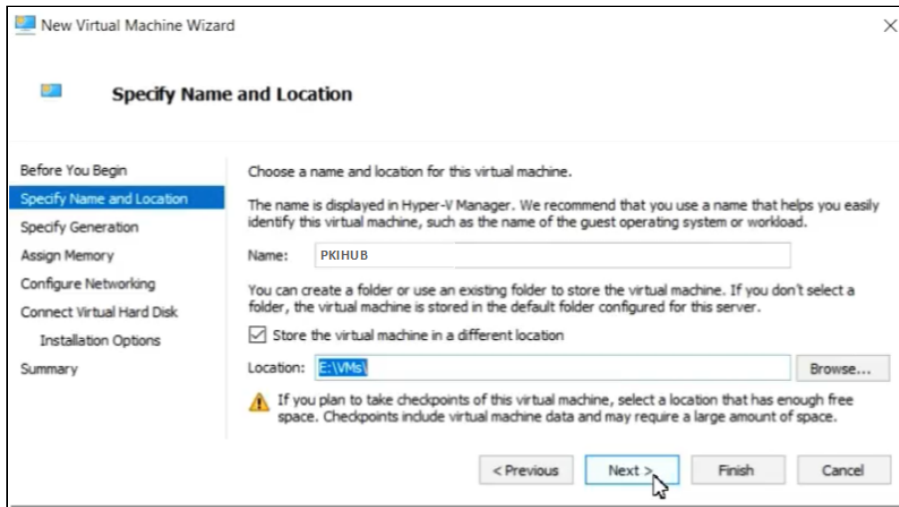 New Virtual Machine Wizard
Specify Name and Location
Before You Begin
Specify Name and Location
Specify Generation
Assign Memory
Configure Networking
Connect Virtual Hard Disk
Installation Options
Summary
Choose a name and location for this virtual machine.
The name is displayed in Hyper-V Manager. We recommend that you use a name that helps you easily
identify this virtual machine, such as the name of the guest operating system or workload.
Name: PKIHUB
You can create a folder or use an existing folder to store the virtual machine. If you don't select a
folder, the virtual machine is stored in the default folder configured for this server.
Store the virtual machine in a different location
Location: E:\VMs\ Browse...
If you plan to take checkpoints of this virtual machine, select a location that has enough free
space. Checkpoints include virtual machine data and may require a large amount of space.
< Previous Next > Finish Cancel